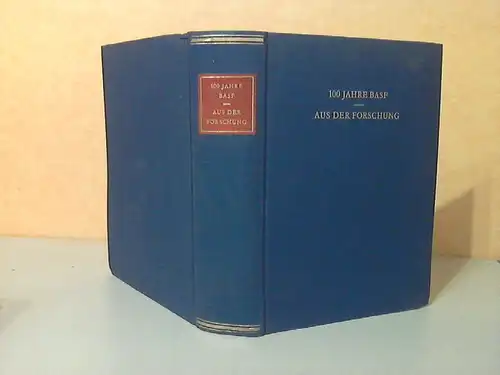 100 JAHRE
BASF
AUS DER
FORSCHUNG
100 JAHRE BASF
AUS DER FORSCHUNG